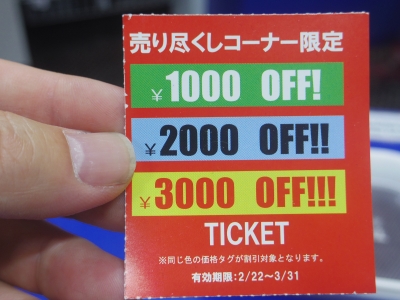 売り尽くしコーナー限定
¥1000 OFF!
¥2000 OFF!!
¥3000 OFF!!!
TICKET
※同じ色の価格タグが割引対象となります。
有効期限:2/22~3/31